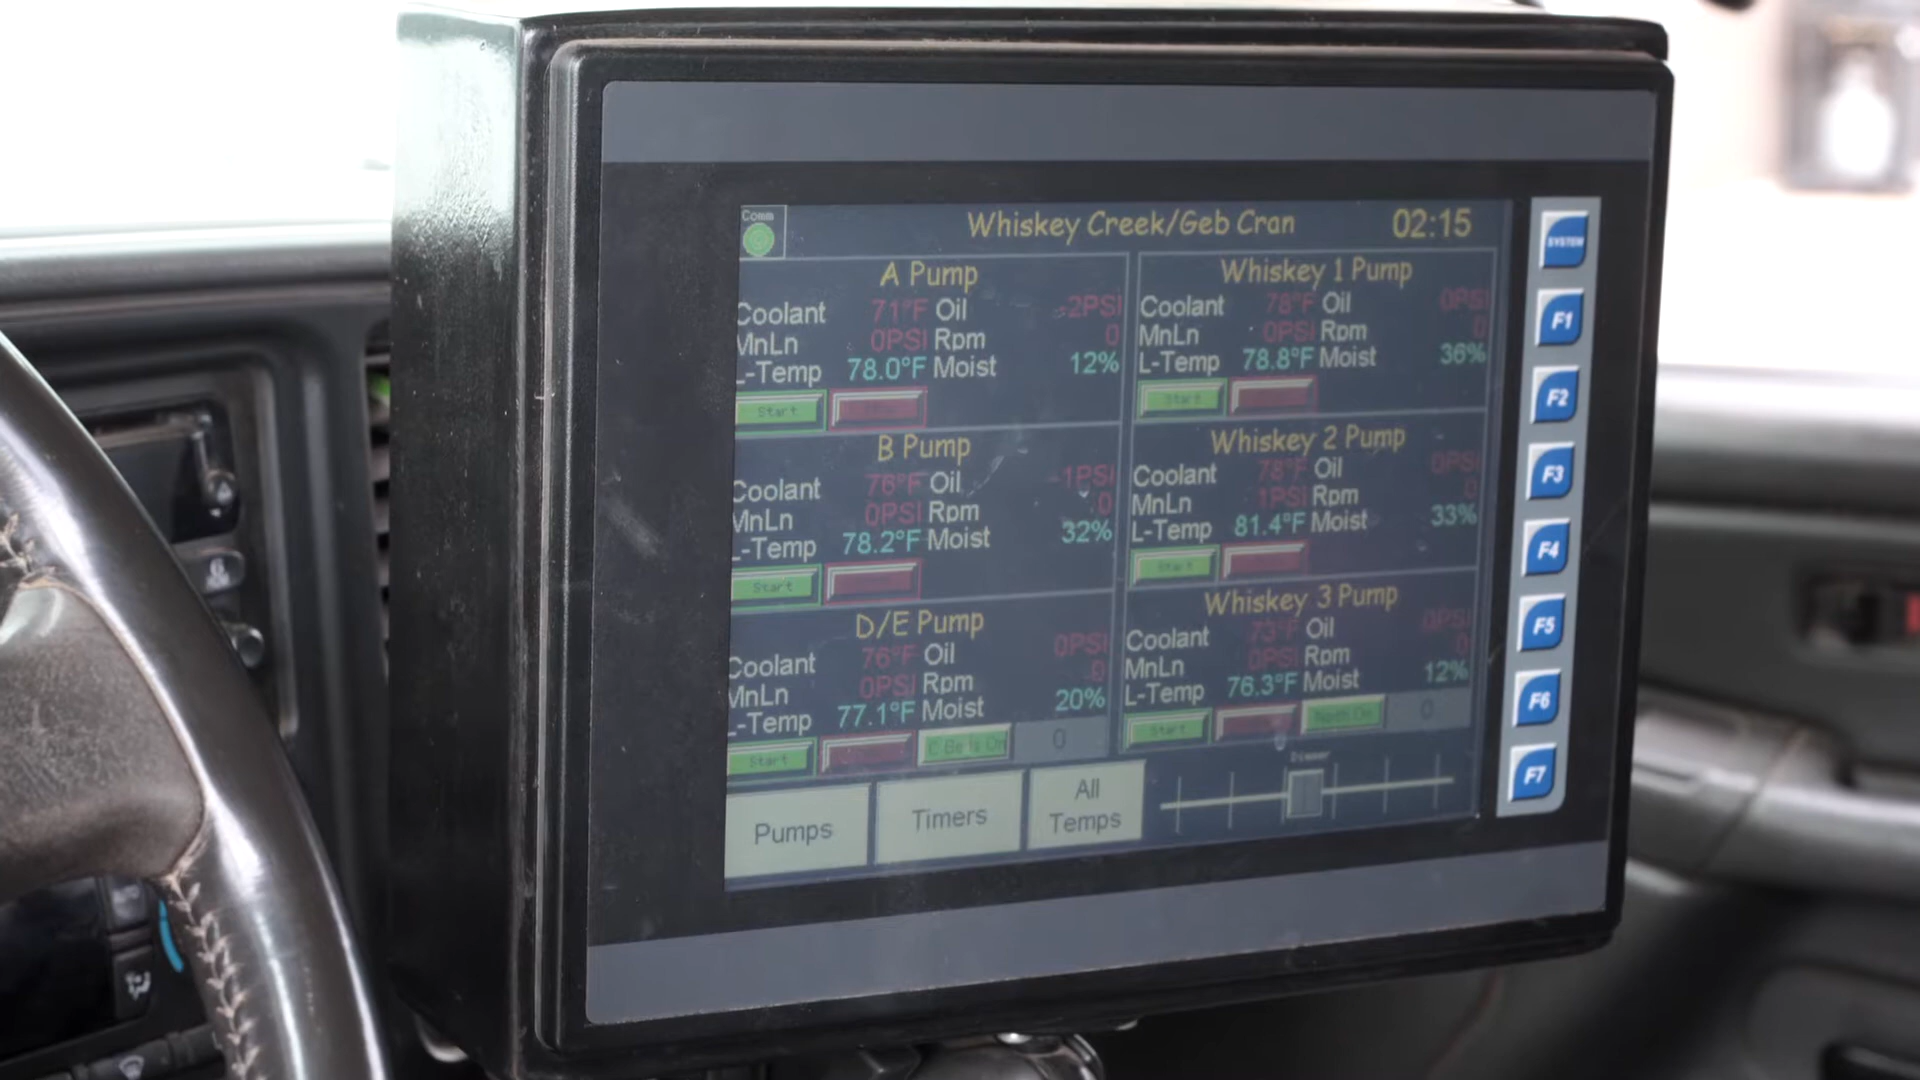 Comm
Whiskey Creek/Geb Cran
02:15
A Pump
Coolant 71°F Oil -2PSI
MnLn 0PSI Rpm 0
L-Temp 78.0°F Moist 12%
Start
B Pump
Coolant 76°F Oil -1PSI
MnLn 0PSI Rpm 0
L-Temp 78.2°F Moist 32%
Start
D/E Pump
Coolant 76°F Oil 0PSI
MnLn 0PSI Rpm 0
L-Temp 77.1°F Moist 20%
Start
0
Whiskey 1 Pump
Coolant 78°F Oil 0PSI
MnLn 0PSI Rpm 0
L-Temp 78.8°F Moist 36%
Start
Whiskey 2 Pump
Coolant 78°F Oil 0PSI
MnLn 1PSI Rpm 0
L-Temp 81.4°F Moist 33%
Start
Whiskey 3 Pump
Coolant 73°F Oil 0PSI
MnLn 0PSI Rpm 0
L-Temp 76.3°F Moist 12%
Start
0
Pumps
Timers
All
Temps
Dimmer
SYSTEM
F1
F2
F3
F4
F5
F6
F7